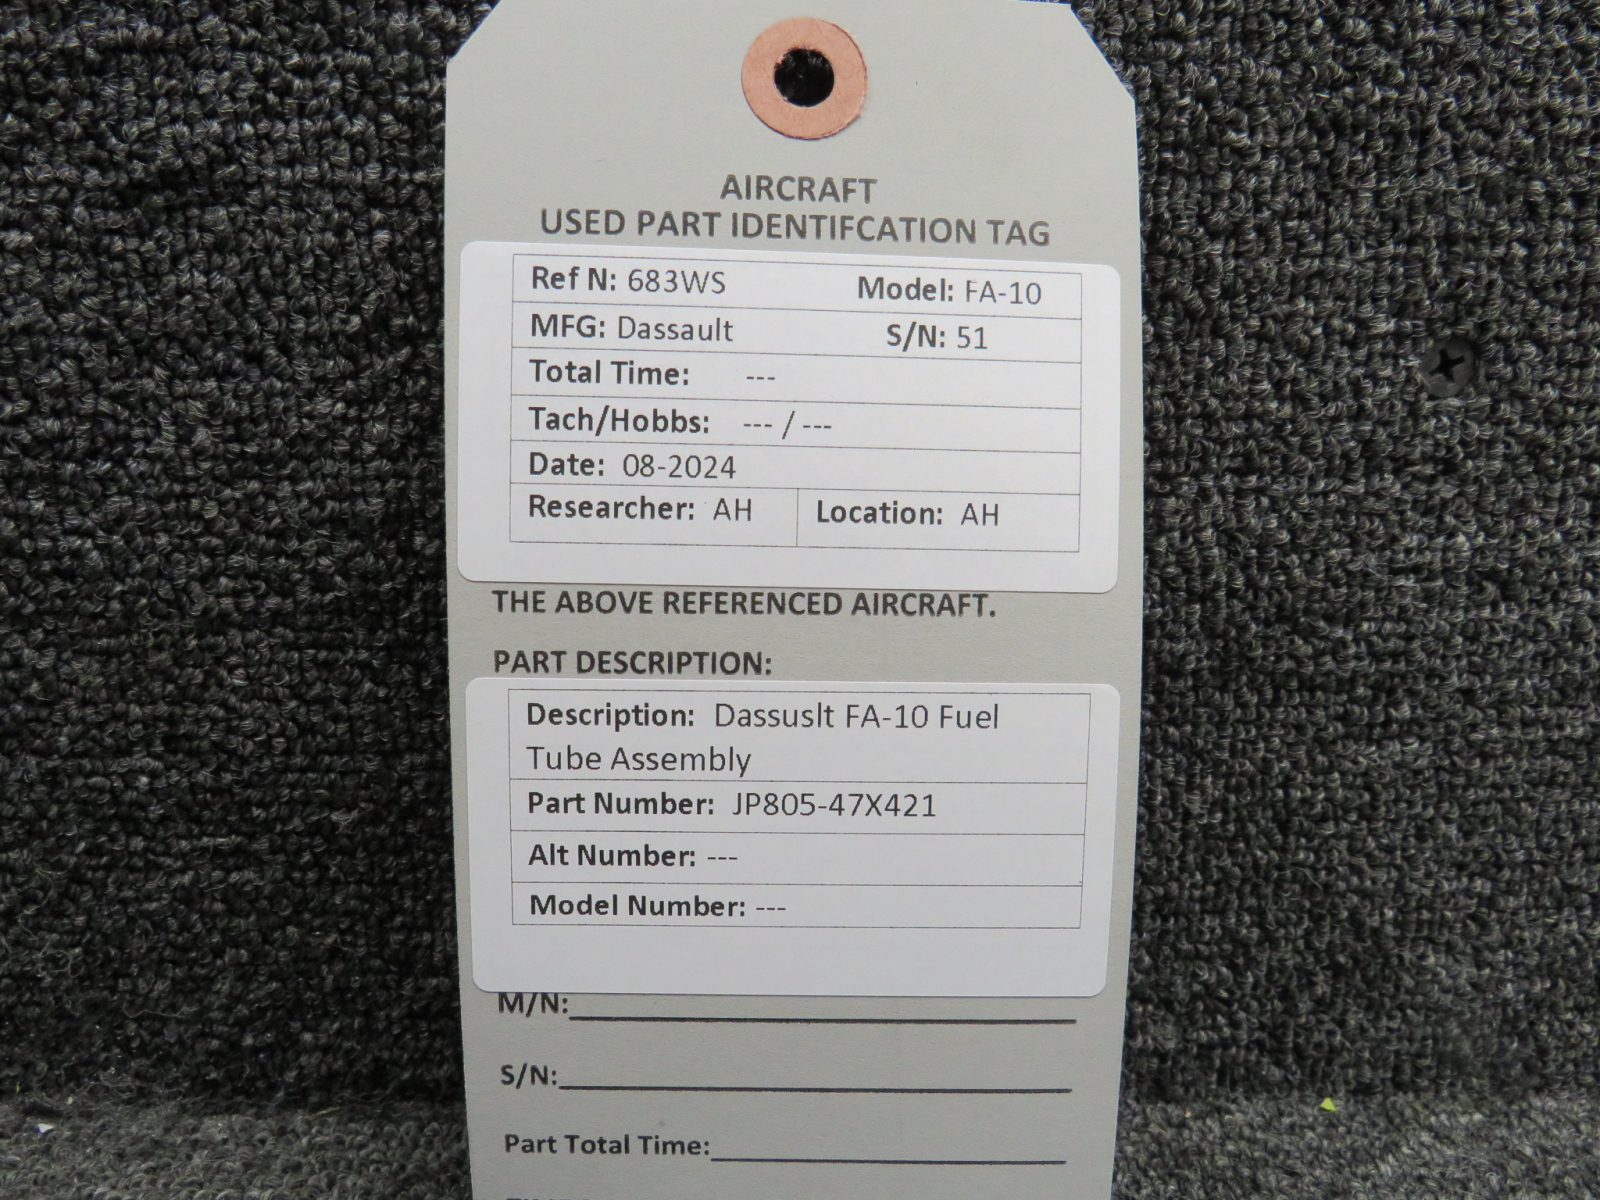 AIRCRAFT
USED PART IDENTIFCATION TAG
Ref N: 683WS Model: FA-10
MFG: Dassault S/N: 51
Total Time: ---
Tach/Hobbs: --- / ---
Date: 08-2024
Researcher: AH Location: AH
THE ABOVE REFERENCED AIRCRAFT.
PART DESCRIPTION:
Description: Dassuslt FA-10 Fuel
Tube Assembly
Part Number: JP805-47X421
Alt Number: ---
Model Number: ---
M/N:
S/N:
Part Total Time: